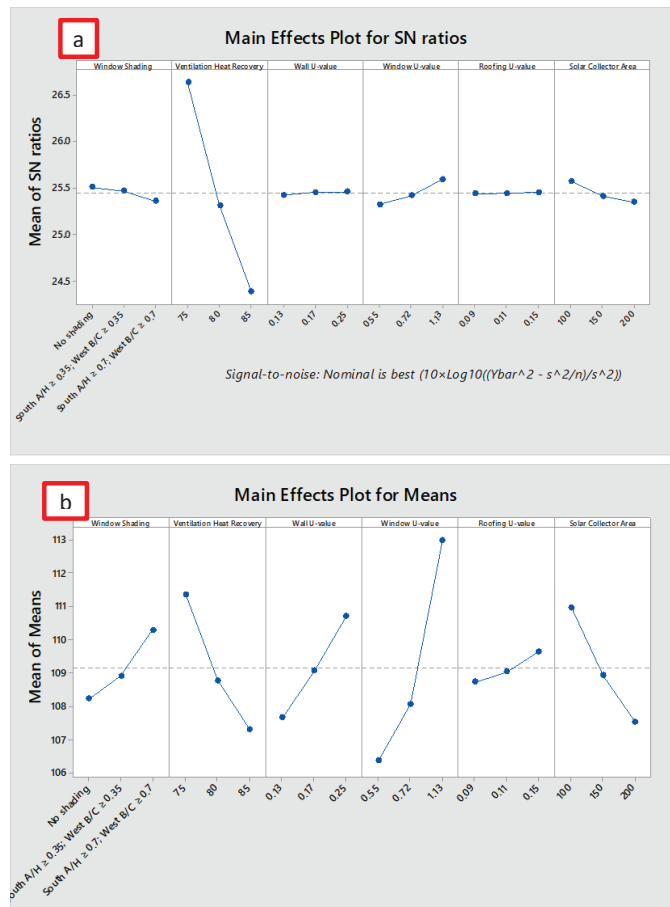 a
Main Effects Plot for SN ratios
Window Shading Ventilation Heat Recovery Wall U-value Window U-value Roofing U-value Solar Collector Area
Mean of SN ratios
26,5
26,0
25,5
25,0
24,5
No shading South A/H ≥ 0,35; West B/C ≥ 0,35 South A/H ≥ 0,7; West B/C ≥ 0,7 75 80 85 0,13 0,17 0,25 0,55 0,72 1,13 0,09 0,11 0,15 100 150 200
Signal-to-noise: Nominal is best (10×Log10((Ybar^2 - s^2/n)/s^2))
b
Main Effects Plot for Means
Window Shading Ventilation Heat Recovery Wall U-value Window U-value Roofing U-value Solar Collector Area
Mean of Means
113
112
111
110
109
108
107
106
No shading outh A/H ≥ 0,35; West B/C ≥ 0,35 South A/H ≥ 0,7; West B/C ≥ 0,7 75 80 85 0,13 0,17 0,25 0,55 0,72 1,13 0,09 0,11 0,15 100 150 200